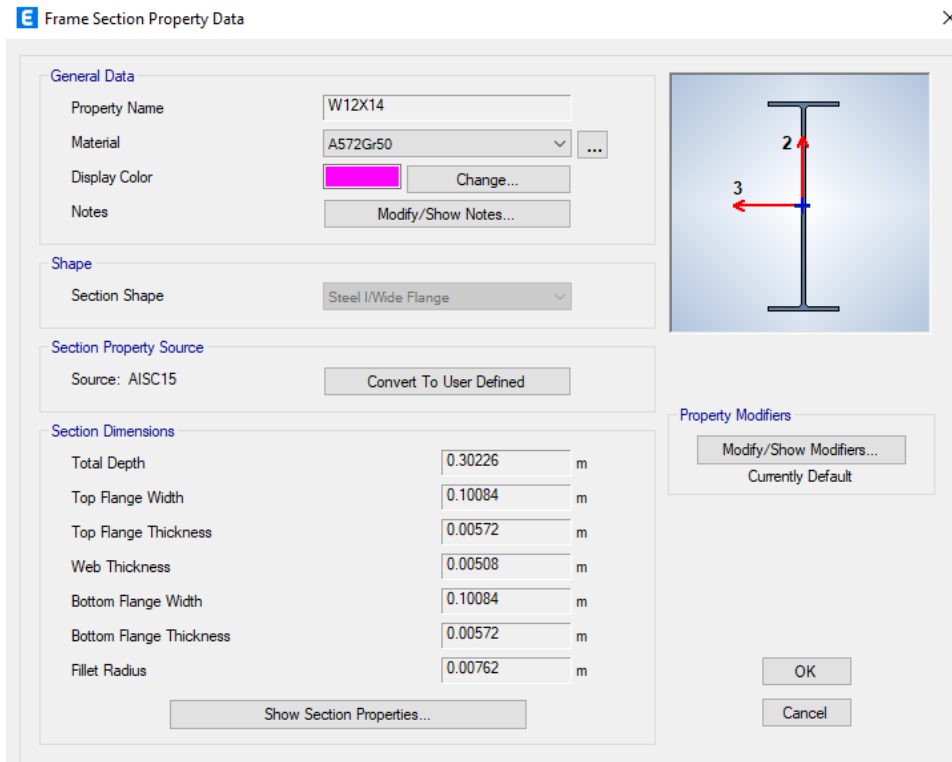 E Frame Section Property Data
General Data
Property Name W12X14
Material A572Gr50 ...
Display Color Change...
Notes Modify/Show Notes...
Shape
Section Shape Steel I/Wide Flange
Section Property Source
Source: AISC15 Convert To User Defined
Section Dimensions
Total Depth 0.30226 m
Top Flange Width 0.10084 m
Top Flange Thickness 0.00572 m
Web Thickness 0.00508 m
Bottom Flange Width 0.10084 m
Bottom Flange Thickness 0.00572 m
Fillet Radius 0.00762 m
Show Section Properties...
2
3
Property Modifiers
Modify/Show Modifiers...
Currently Default
OK
Cancel